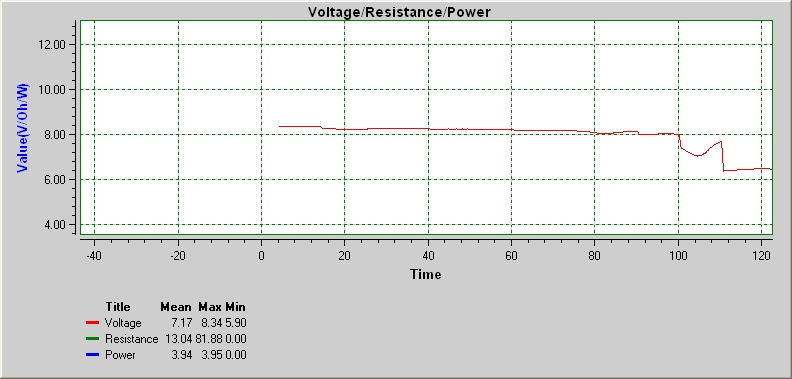 Voltage/Resistance/Power
12.00
10.00
8.00
6.00
4.00
Value(V/Oh/W)
-40 -20 0 20 40 60 80 100 120
Time
Title Mean Max Min
Voltage 7.17 8.34 5.90
Resistance 13.04 81.88 0.00
Power 3.94 3.95 0.00